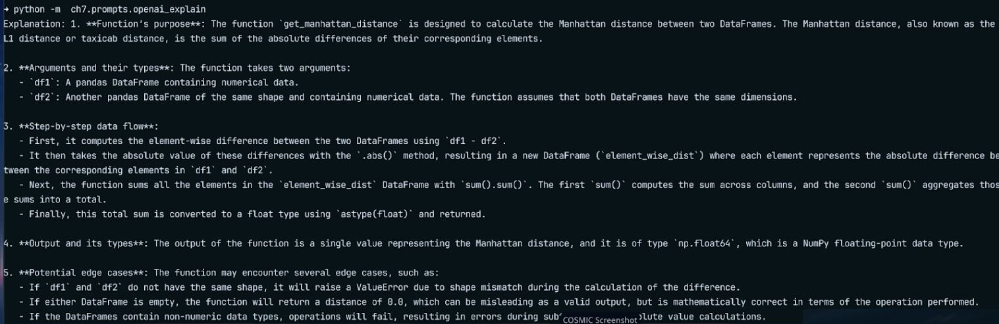 → python -m  ch7.prompts.openai_explain
Explanation: 1. **Function's purpose**: The function `get_manhattan_distance` is designed to calculate the Manhattan distance between two DataFrames. The Manhattan distance, also known as the
L1 distance or taxicab distance, is the sum of the absolute differences of their corresponding elements.
2. **Arguments and their types**: The function takes two arguments:
- `df1`: A pandas DataFrame containing numerical data.
- `df2`: Another pandas DataFrame of the same shape and containing numerical data. The function assumes that both DataFrames have the same dimensions.
3. **Step-by-step data flow**:
- First, it computes the element-wise difference between the two DataFrames using `df1 - df2`.
- It then takes the absolute value of these differences with the `.abs()` method, resulting in a new DataFrame (`element_wise_dist`) where each element represents the absolute difference be
tween the corresponding elements in `df1` and `df2`.
- Next, the function sums all the elements in the `element_wise_dist` DataFrame with `sum().sum()`. The first `sum()` computes the sum across columns, and the second `sum()` aggregates thos
e sums into a total.
- Finally, this total sum is converted to a float type using `astype(float)` and returned.
4. **Output and its types**: The output of the function is a single value representing the Manhattan distance, and it is of type `np.float64`, which is a NumPy floating-point data type.
5. **Potential edge cases**: The function may encounter several edge cases, such as:
- If `df1` and `df2` do not have the same shape, it will raise a ValueError due to shape mismatch during the calculation of the difference.
- If either DataFrame is empty, the function will return a distance of 0.0, which can be misleading as a valid output, but is mathematically correct in terms of the operation performed.
- If the DataFrames contain non-numeric data types, operations will fail, resulting in errors during sub olute value calculations.
COSMIC Screenshot